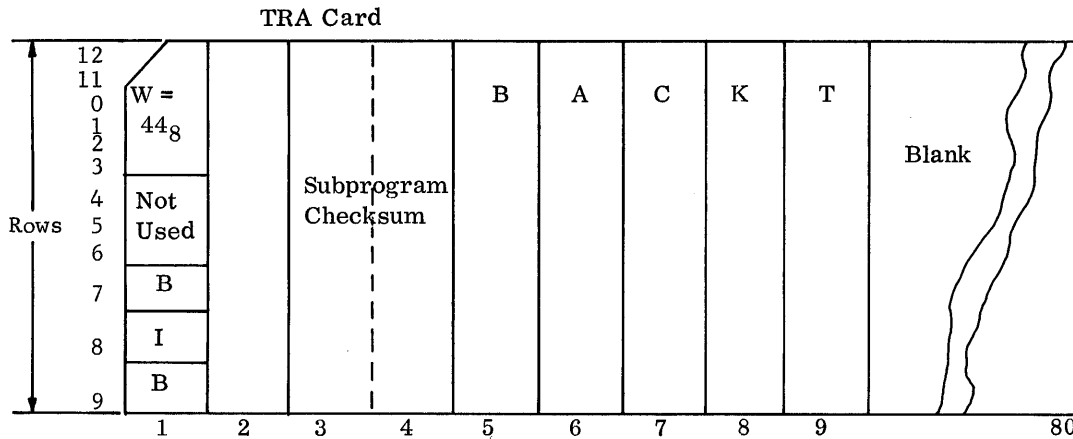 TRA Card
12
11
0
1
2
3
4
5
6
7
8
9
Rows
W =
44₈
Not
Used
B
I
B
Subprogram
Checksum
B A C K T
Blank
1 2 3 4 5 6 7 8 9 80